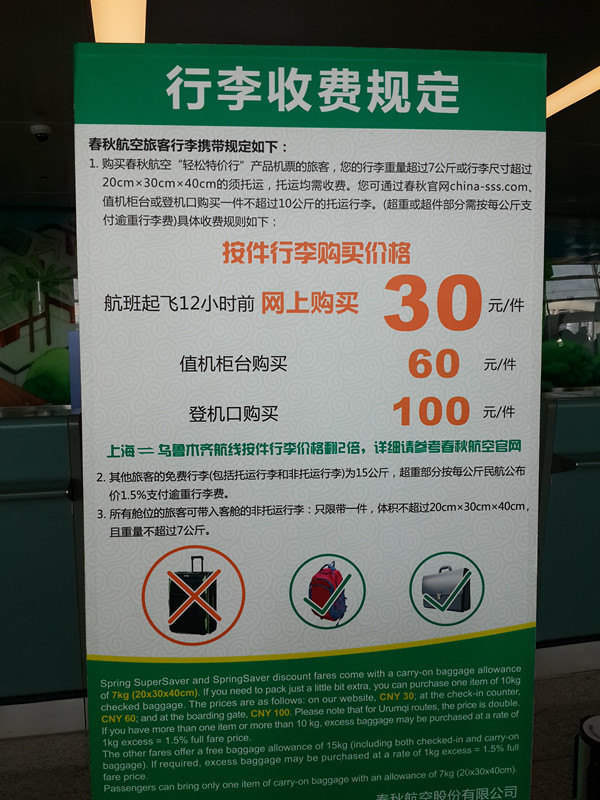 行李收费规定
春秋航空旅客行李携带规定如下：
1. 购买春秋航空“轻松特价行”产品机票的旅客，您的行李重量超过7公斤或行李尺寸超过
20cm×30cm×40cm的须托运，托运均需收费。您可通过春秋官网china-sss.com、
值机柜台或登机口购买一件不超过10公斤的托运行李。(超重或超件部分需按每公斤支
付逾重行李费)具体收费规则如下：
按件行李购买价格
航班起飞12小时前 网上购买 30 元/件
值机柜台购买 60 元/件
登机口购买 100 元/件
上海⇌乌鲁木齐航线按件行李价格翻2倍，详细请参考春秋航空官网
2. 其他旅客的免费行李(包括托运行李和非托运行李)为15公斤，超重部分按每公斤民航公布
价1.5%支付逾重行李费。
3. 所有舱位的旅客可带入客舱的非托运行李：只限带一件，体积不超过20cm×30cm×40cm，
且重量不超过7公斤。
Spring SuperSaver and SpringSaver discount fares come with a carry-on baggage allowance
of 7kg (20x30x40cm). If you need to pack just a little bit extra, you can purchase one item of 10kg
checked baggage. The prices are as follows: on our website, CNY 30; at the check-in counter,
CNY 60; and at the boarding gate, CNY 100. Please note that for Urumqi routes, the price is double.
If you have more than one item or more than 10 kg, excess baggage may be purchased at a rate of
1kg excess = 1.5% full fare price.
The other fares offer a free baggage allowance of 15kg (including both checked-in and carry-on
baggage). If required, excess baggage may be purchased at a rate of 1kg excess = 1.5% full
fare price.
Passengers can bring only one item of carry-on baggage with an allowance of 7kg (20x30x40cm).
春秋航空股份有限公司